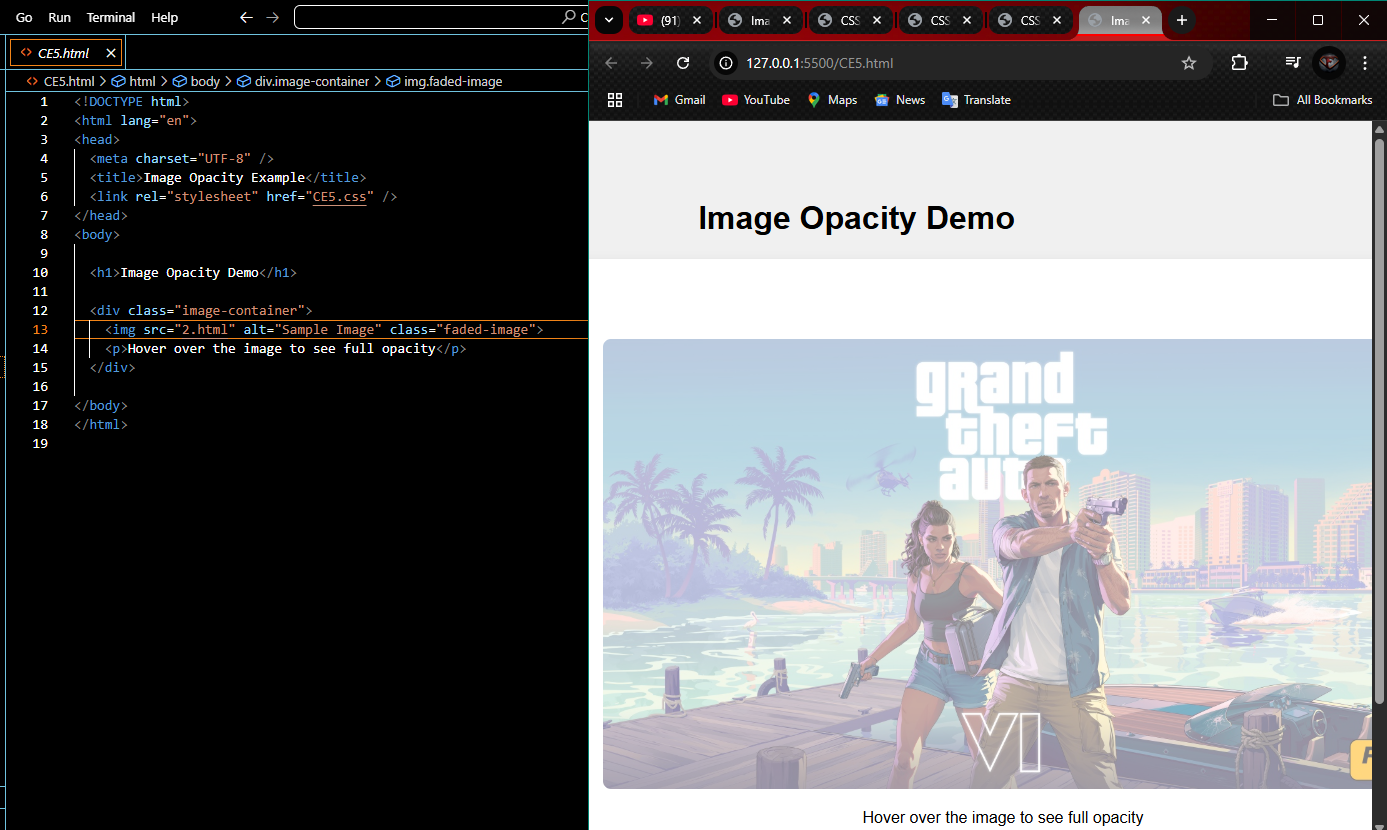 Go Run Terminal Help
CE5.html
CE5.html html body div.image-container img.faded-image
1 <!DOCTYPE html>
2 <html lang="en">
3 <head>
4 <meta charset="UTF-8" />
5 <title>Image Opacity Example</title>
6 <link rel="stylesheet" href="CE5.css" />
7 </head>
8 <body>
9
10 <h1>Image Opacity Demo</h1>
11
12 <div class="image-container">
13 <img src="2.html" alt="Sample Image" class="faded-image">
14 <p>Hover over the image to see full opacity</p>
15 </div>
16
17 </body>
18 </html>
19
(91) Ima CSS CSS CSS Ima
127.0.0.1:5500/CE5.html
Gmail YouTube Maps News Translate All Bookmarks
Image Opacity Demo
grand
theft
auto
VI
Hover over the image to see full opacity